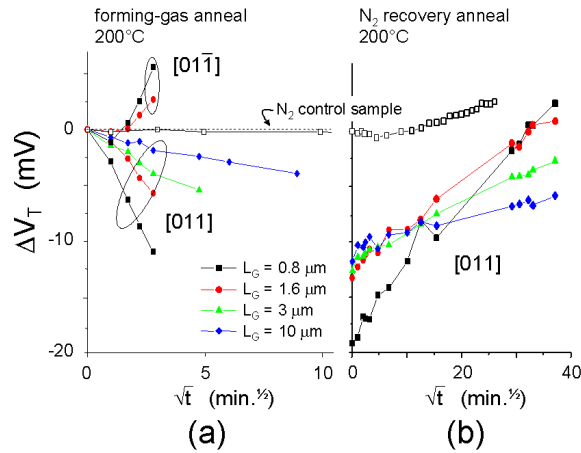 forming-gas anneal
200°C
N₂ recovery anneal
200°C
(a)
(b)
[011̅]
N₂ control sample
[011]
[011]
L_G = 0.8 μm
L_G = 1.6 μm
L_G = 3 μm
L_G = 10 μm
ΔV_T (mV)
0
-10
-20
0
5
10
0
20
40
√t (min.^½)
√t (min.^½)
(a)
(b)